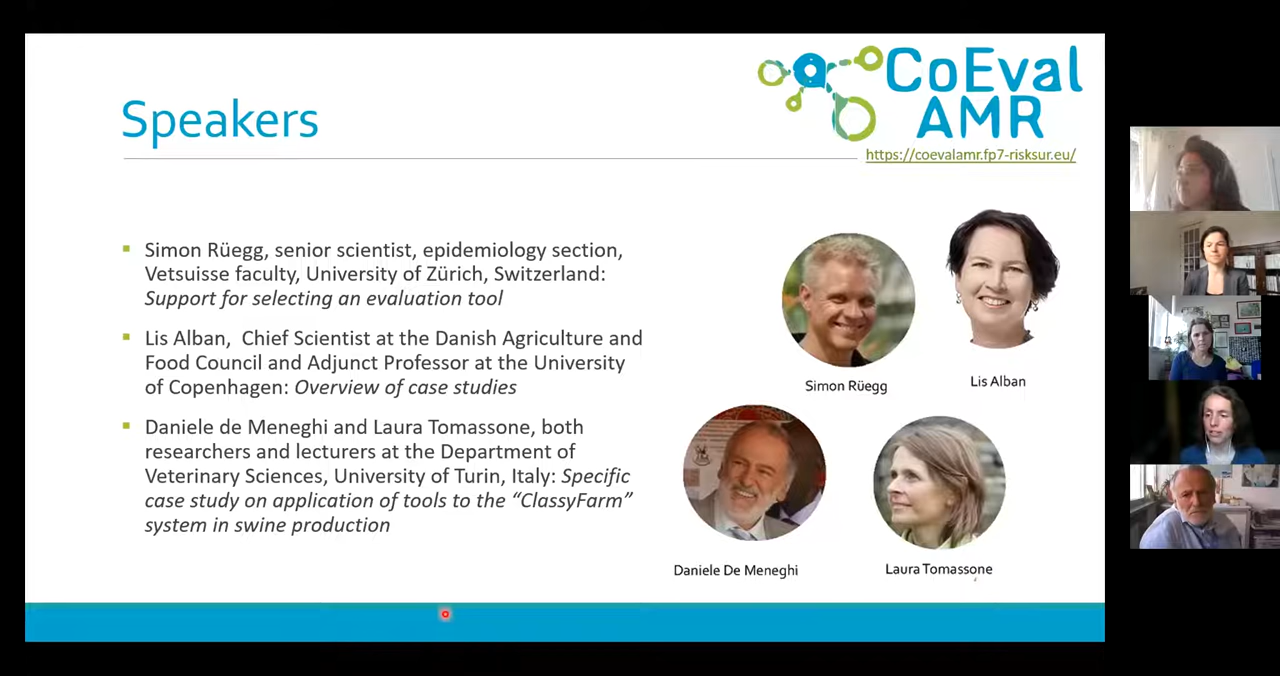 CoEval
AMR
Speakers
https://coevalamr.fp7-risksur.eu/
Simon Rüegg, senior scientist, epidemiology section,
Vetsuisse faculty, University of Zürich, Switzerland:
Support for selecting an evaluation tool
Lis Alban, Chief Scientist at the Danish Agriculture and
Food Council and Adjunct Professor at the University
of Copenhagen: Overview of case studies
Daniele de Meneghi and Laura Tomassone, both
researchers and lecturers at the Department of
Veterinary Sciences, University of Turin, Italy: Specific
case study on application of tools to the “ClassyFarm”
system in swine production
Simon Rüegg
Lis Alban
Daniele De Meneghi
Laura Tomassone